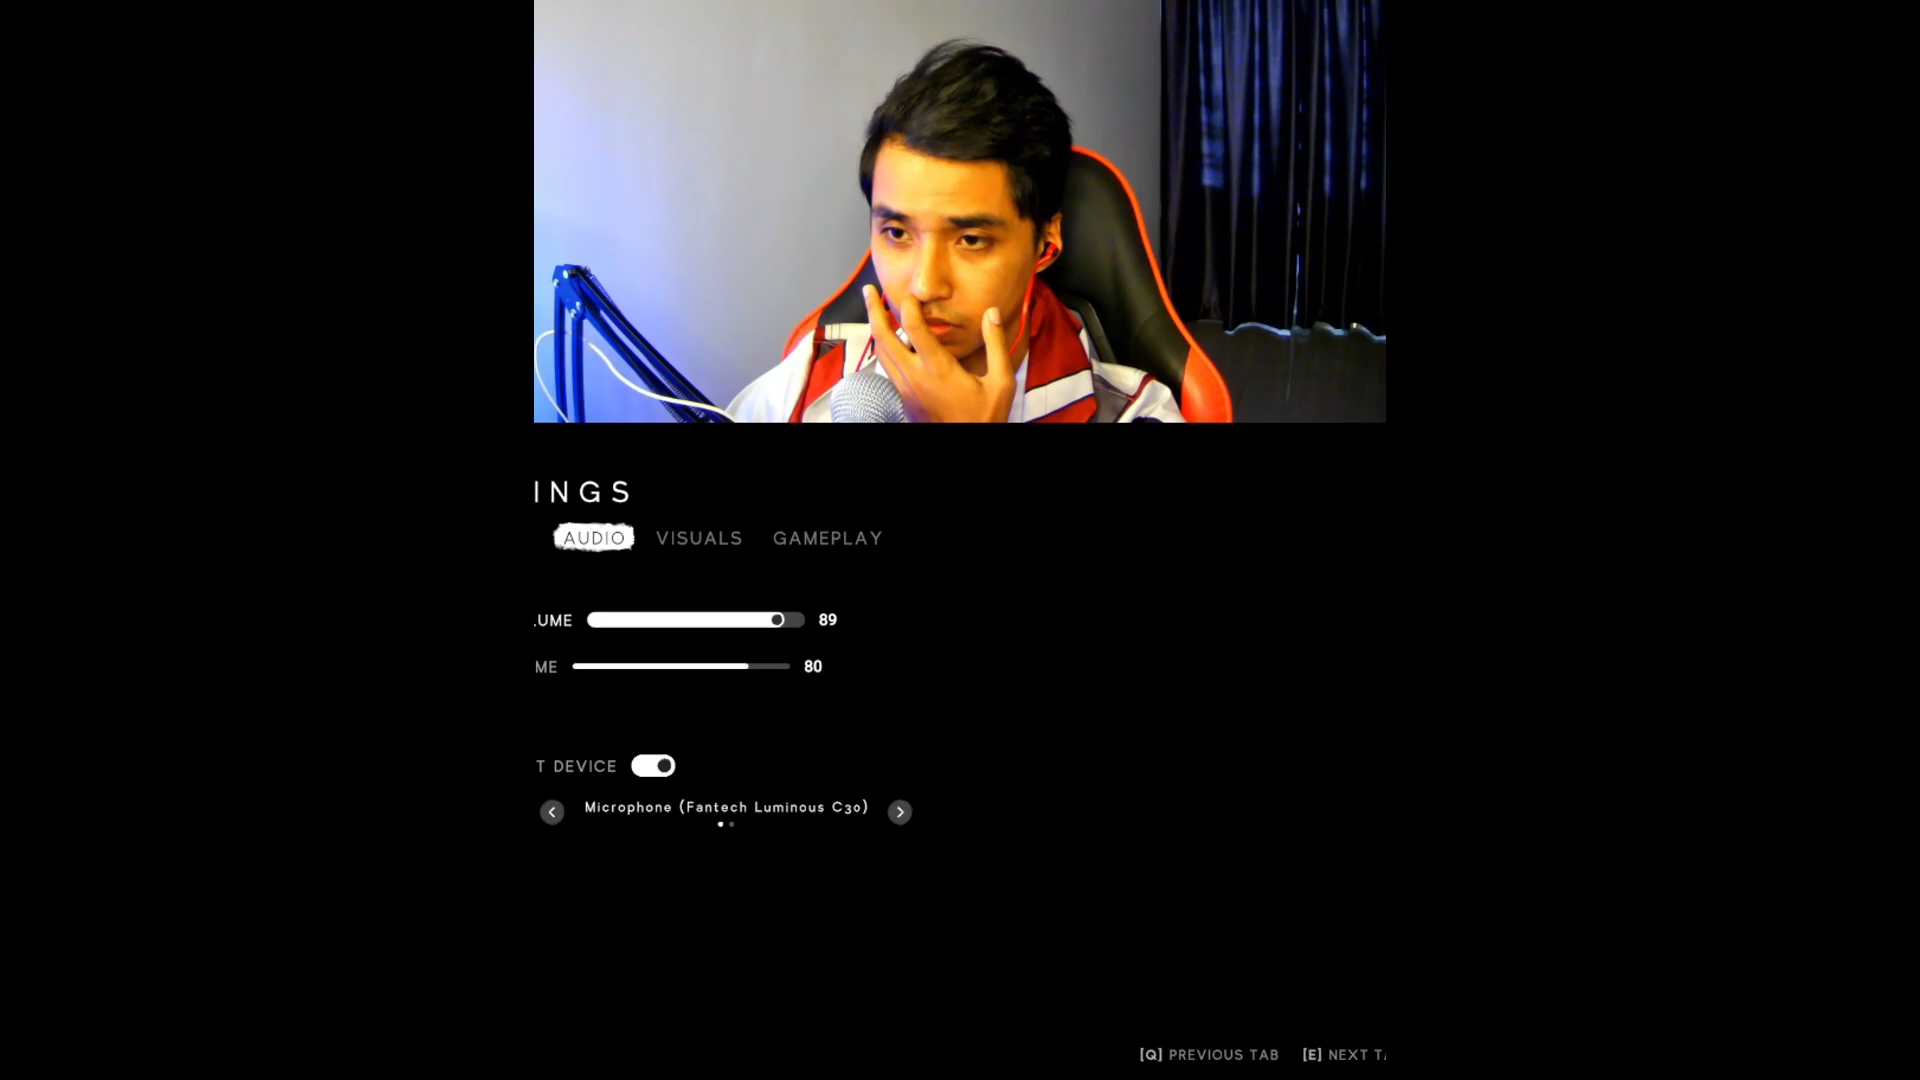 INGS
AUDIO VISUALS GAMEPLAY
.UME 89
ME 80
T DEVICE
Microphone (Fantech Luminous C30)
[Q] PREVIOUS TAB [E] NEXT T